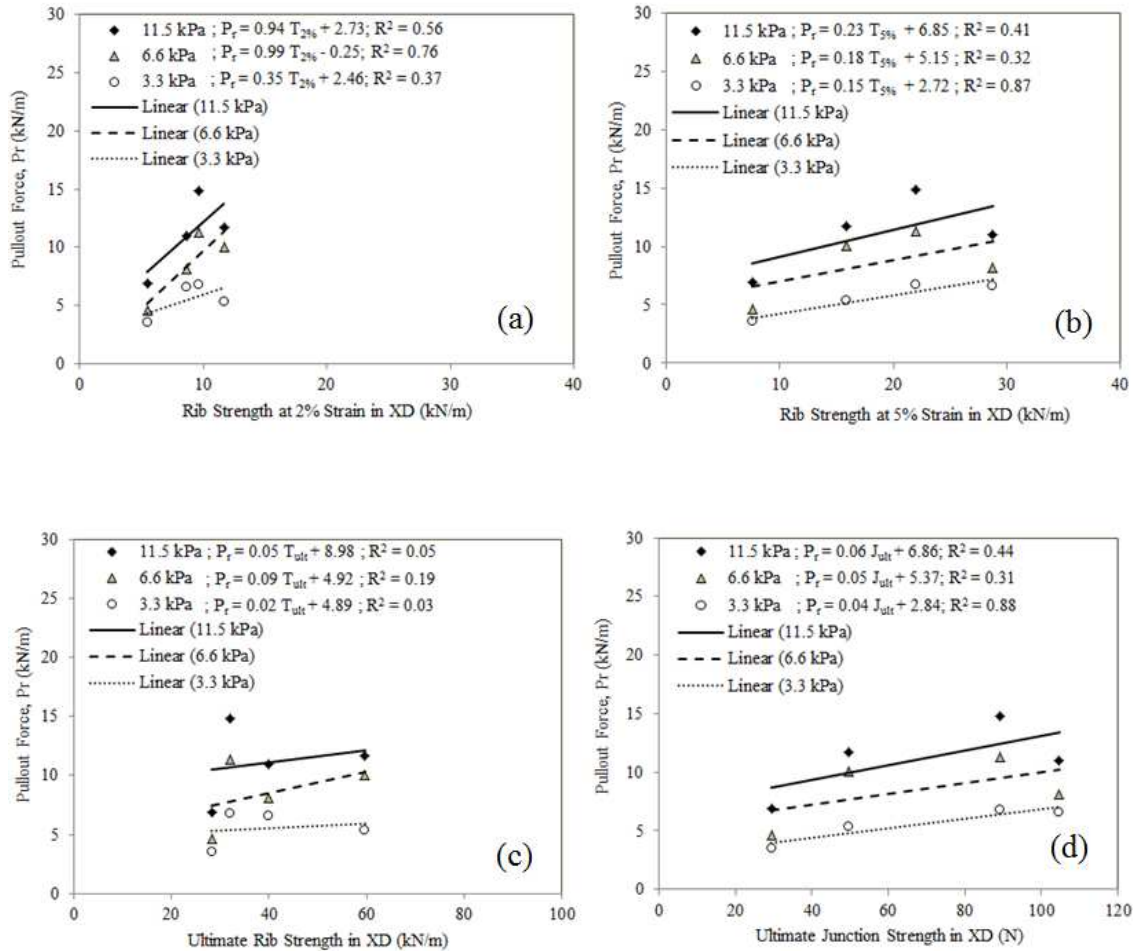 11.5 kPa ; Pr = 0.94 T2% + 2.73; R² = 0.56
6.6 kPa ; Pr = 0.99 T2% - 0.25; R² = 0.76
3.3 kPa ; Pr = 0.35 T2% + 2.46; R² = 0.37
Linear (11.5 kPa)
Linear (6.6 kPa)
Linear (3.3 kPa)
30
25
20
15
10
5
0
Pullout Force, Pr (kN/m)
(a)
0 10 20 30 40
Rib Strength at 2% Strain in XD (kN/m)
11.5 kPa ; Pr = 0.23 T5% + 6.85; R² = 0.41
6.6 kPa ; Pr = 0.18 T5% + 5.15; R² = 0.32
3.3 kPa ; Pr = 0.15 T5% + 2.72; R² = 0.87
Linear (11.5 kPa)
Linear (6.6 kPa)
Linear (3.3 kPa)
30
25
20
15
10
5
0
Pullout Force, Pr (kN/m)
(b)
0 10 20 30 40
Rib Strength at 5% Strain in XD (kN/m)
11.5 kPa ; Pr = 0.05 Tult + 8.98 ; R² = 0.05
6.6 kPa ; Pr = 0.09 Tult + 4.92 ; R² = 0.19
3.3 kPa ; Pr = 0.02 Tult + 4.89 ; R² = 0.03
Linear (11.5 kPa)
Linear (6.6 kPa)
Linear (3.3 kPa)
30
25
20
15
10
5
0
Pullout Force, Pr (kN/m)
(c)
0 20 40 60 80 100
Ultimate Rib Strength in XD (kN/m)
11.5 kPa ; Pr = 0.06 Jult + 6.86; R² = 0.44
6.6 kPa ; Pr = 0.05 Jult + 5.37; R² = 0.31
3.3 kPa ; Pr = 0.04 Jult + 2.84; R² = 0.88
Linear (11.5 kPa)
Linear (6.6 kPa)
Linear (3.3 kPa)
30
25
20
15
10
5
0
Pullout Force, Pr (kN/m)
(d)
0 20 40 60 80 100 120
Ultimate Junction Strength in XD (N)